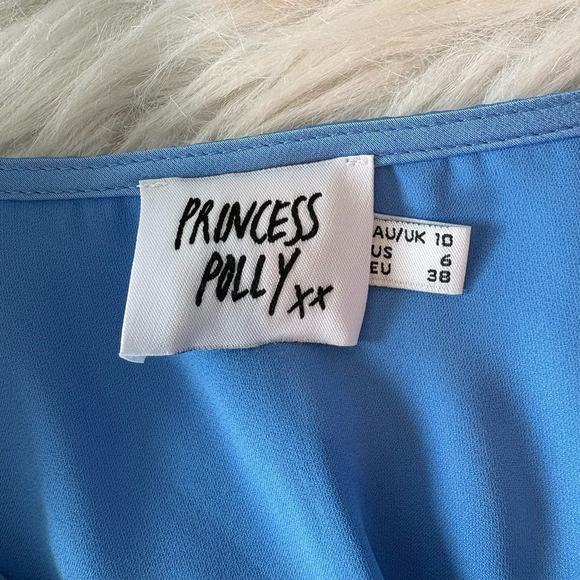 PRINCESS
POLLY xx
AU/UK 10
US 6
EU 38